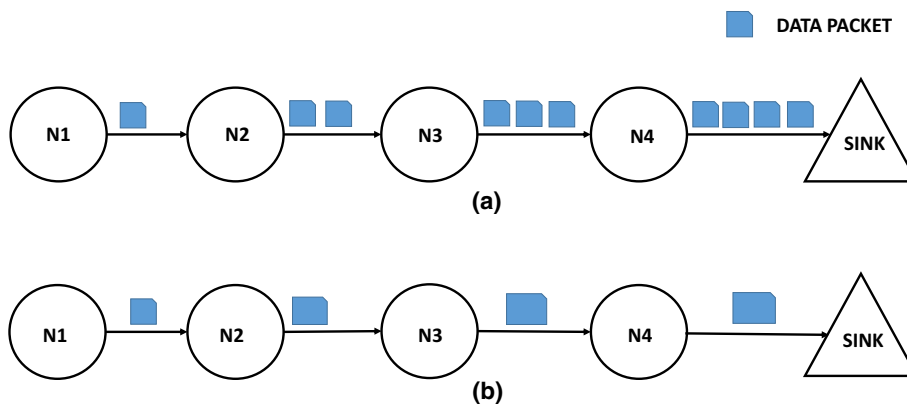 DATA PACKET
N1 N2 N3 N4 SINK
(a)
N1 N2 N3 N4 SINK
(b)